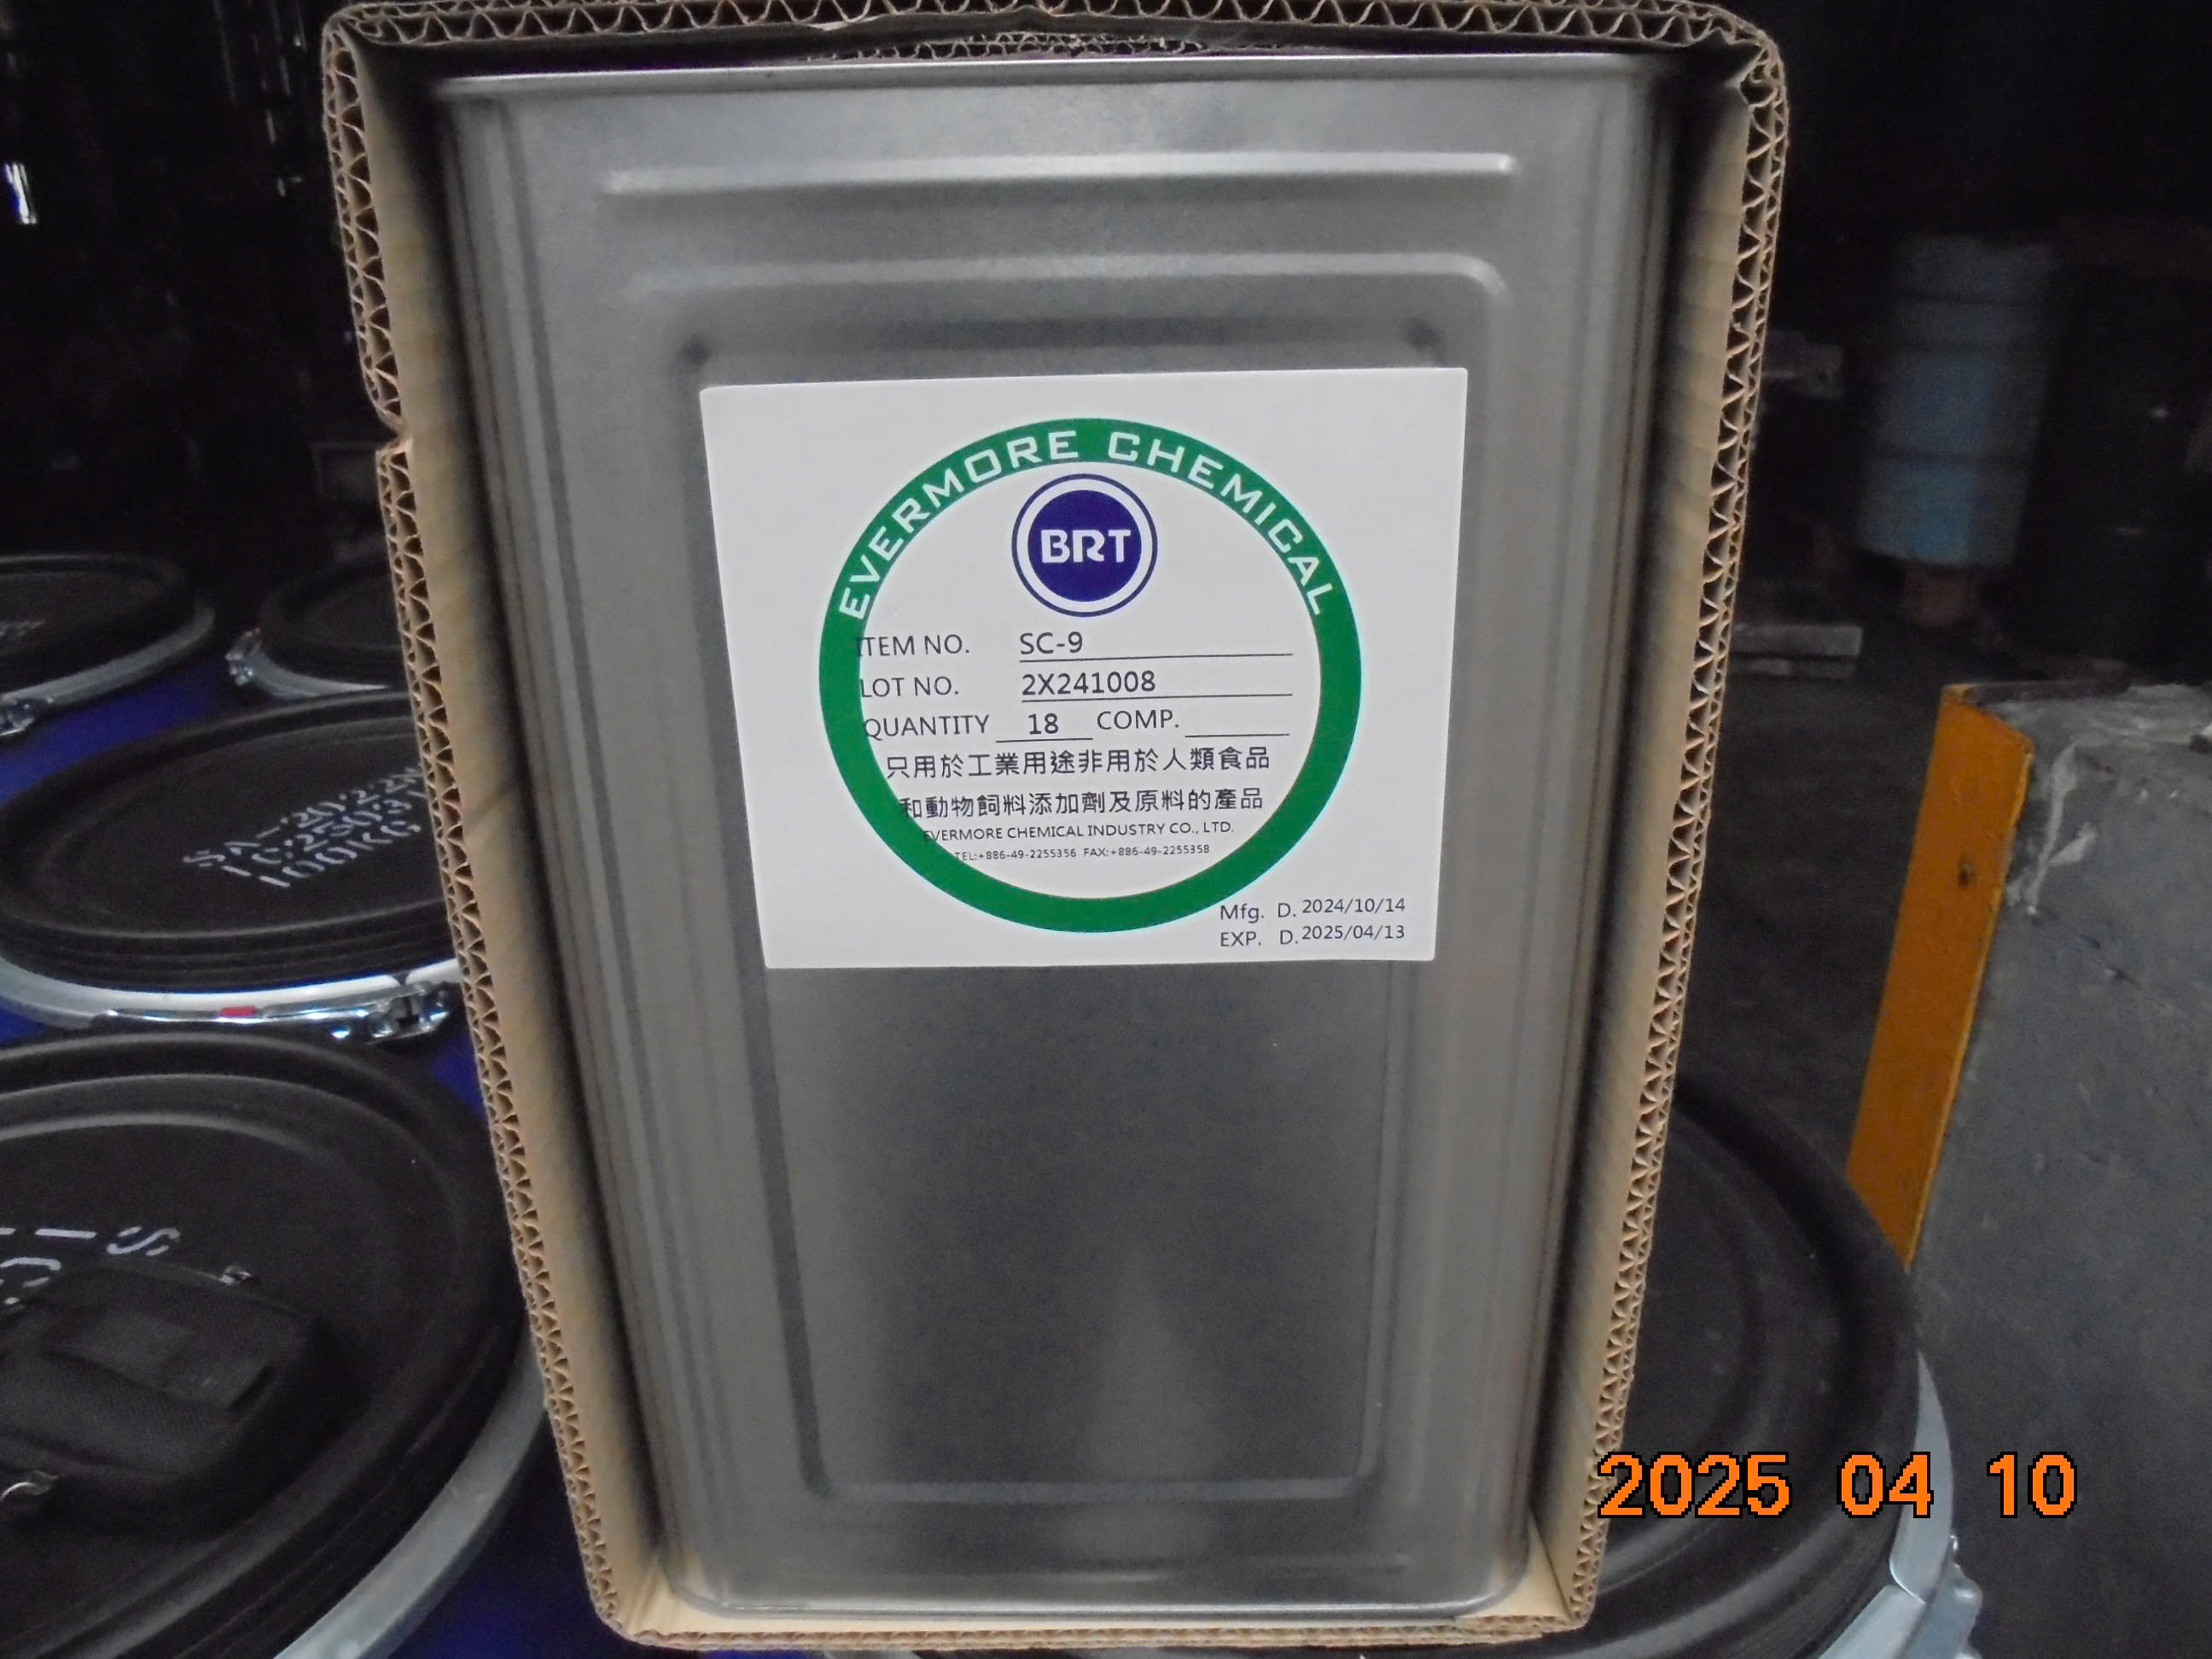 EVERMORE CHEMICAL
BRT
ITEM NO. SC-9
LOT NO. 2X241008
QUANTITY 18 COMP.
只用於工業用途非用於人類食品
和動物飼料添加劑及原料的產品
EVERMORE CHEMICAL INDUSTRY CO., LTD.
TEL:+886-49-2255356 FAX:+886-49-2255358
Mfg. D. 2024/10/14
EXP. D. 2025/04/13
100KG
2025 04 10